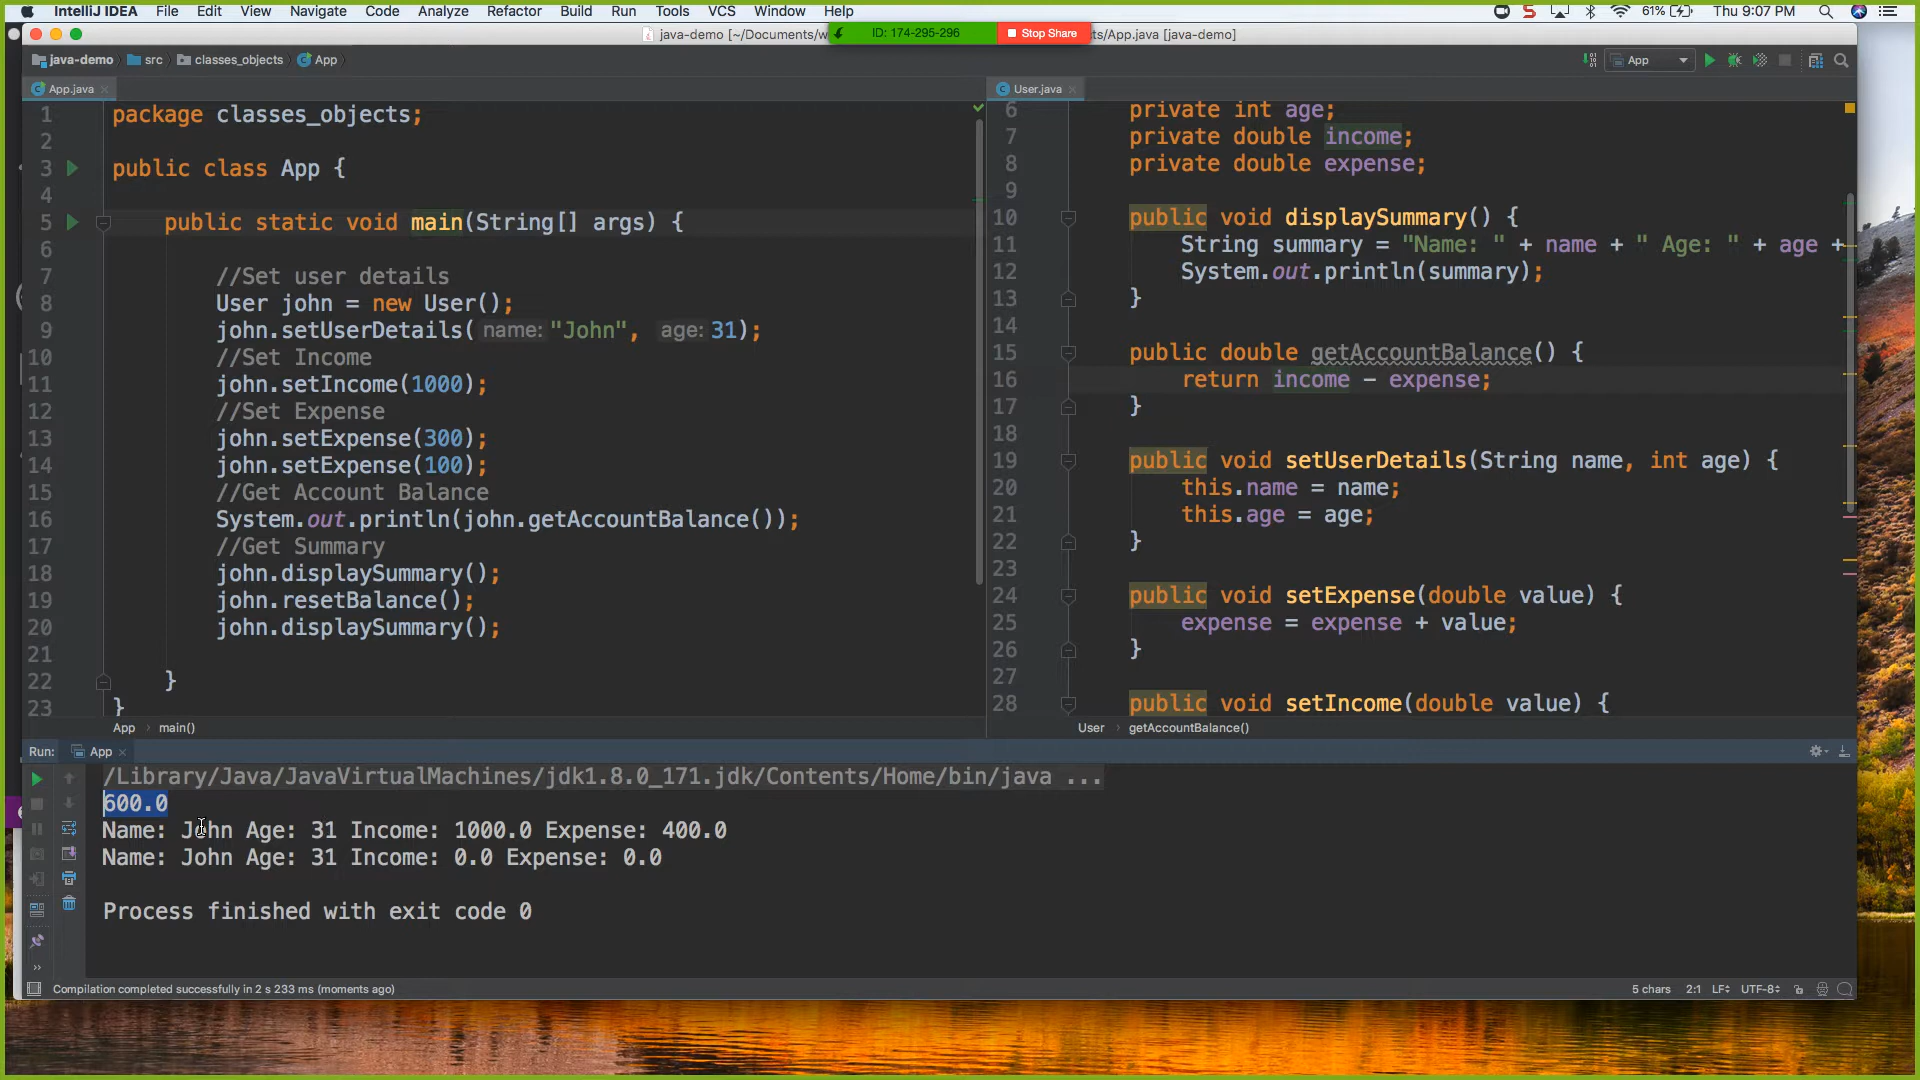 IntelliJ IDEA File Edit View Navigate Code Analyze Refactor Build Run Tools VCS Window Help
61% Thu 9:07 PM
java-demo [~/Documents/w
ID: 174-295-296
Stop Share
ts/App.java [java-demo]
java-demo src classes_objects App
App
App.java
1 package classes_objects;
2
3 public class App {
4
5 public static void main(String[] args) {
6
7 //Set user details
8 User john = new User();
9 john.setUserDetails( name: "John", age: 31);
10 //Set Income
11 john.setIncome(1000);
12 //Set Expense
13 john.setExpense(300);
14 john.setExpense(100);
15 //Get Account Balance
16 System.out.println(john.getAccountBalance());
17 //Get Summary
18 john.displaySummary();
19 john.resetBalance();
20 john.displaySummary();
21
22 }
23 }
App main()
User.java
6 private int age;
7 private double income;
8 private double expense;
9
10 public void displaySummary() {
11 String summary = "Name: " + name + " Age: " + age +
12 System.out.println(summary);
13 }
14
15 public double getAccountBalance() {
16 return income - expense;
17 }
18
19 public void setUserDetails(String name, int age) {
20 this.name = name;
21 this.age = age;
22 }
23
24 public void setExpense(double value) {
25 expense = expense + value;
26 }
27
28 public void setIncome(double value) {
User getAccountBalance()
Run: App
/Library/Java/JavaVirtualMachines/jdk1.8.0_171.jdk/Contents/Home/bin/java ...
600.0
Name: John Age: 31 Income: 1000.0 Expense: 400.0
Name: John Age: 31 Income: 0.0 Expense: 0.0
Process finished with exit code 0
Compilation completed successfully in 2 s 233 ms (moments ago)
5 chars 2:1 LF UTF-8